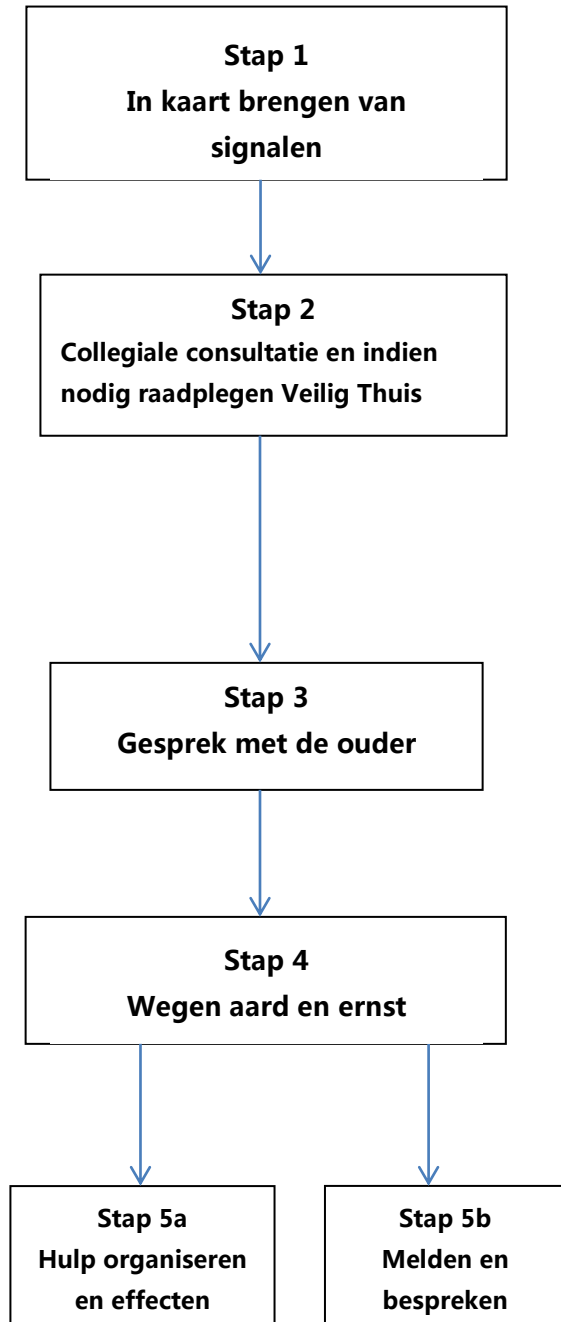 Stap 1
In kaart brengen van
signalen
Stap 2
Collegiale consultatie en indien
nodig raadplegen Veilig Thuis
Stap 3
Gesprek met de ouder
Stap 4
Wegen aard en ernst
Stap 5a
Hulp organiseren
en effecten
Stap 5b
Melden en
bespreken